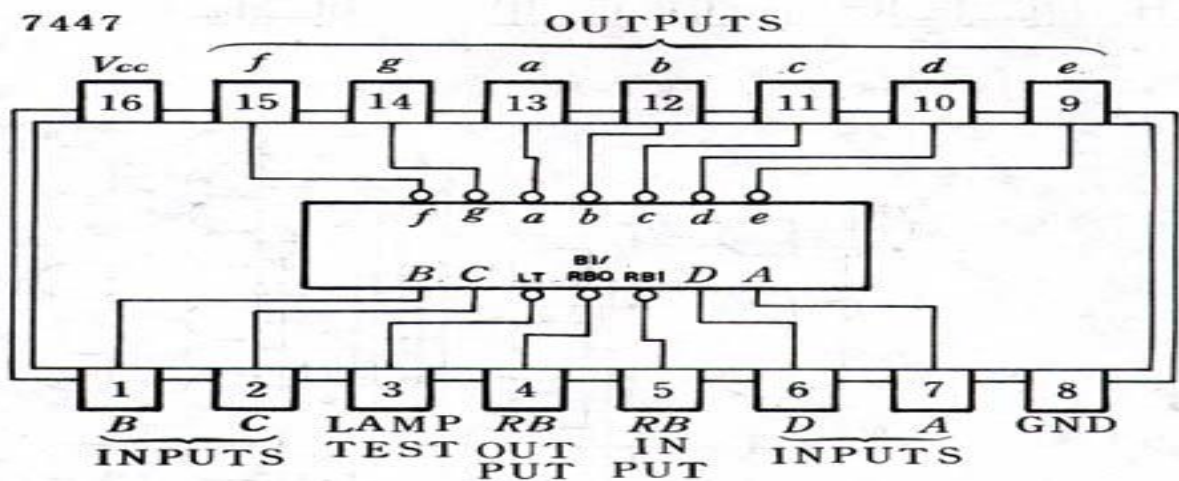 7447
OUTPUTS
Vcc f g a b c d e
16 15 14 13 12 11 10 9
f g a b c d e
BI/
B C LT RBO RBI D A
1 2 3 4 5 6 7 8
B C LAMP RB RB D A GND
INPUTS TEST OUT IN INPUTS
PUT PUT